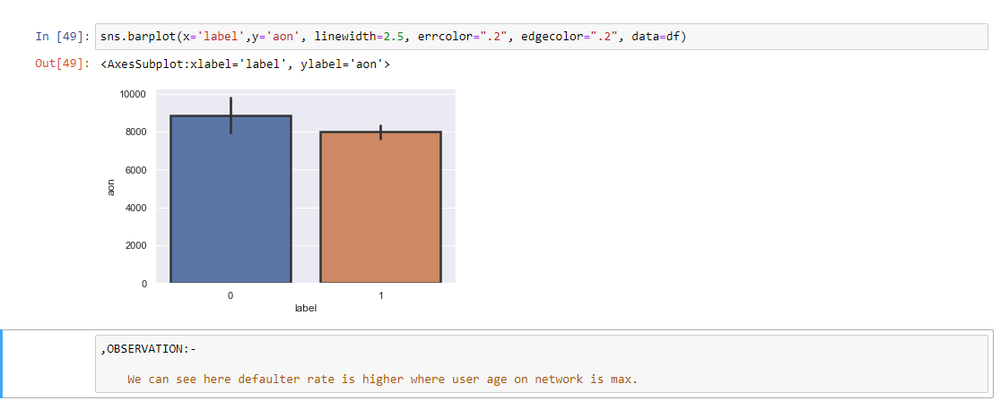 In [49]: sns.barplot(x='label',y='aon', linewidth=2.5, errcolor=".2", edgecolor=".2", data=df)
Out[49]: <AxesSubplot:xlabel='label', ylabel='aon'>
10000
8000
6000
4000
2000
0
aon
0 1
label
,OBSERVATION:-
We can see here defaulter rate is higher where user age on network is max.